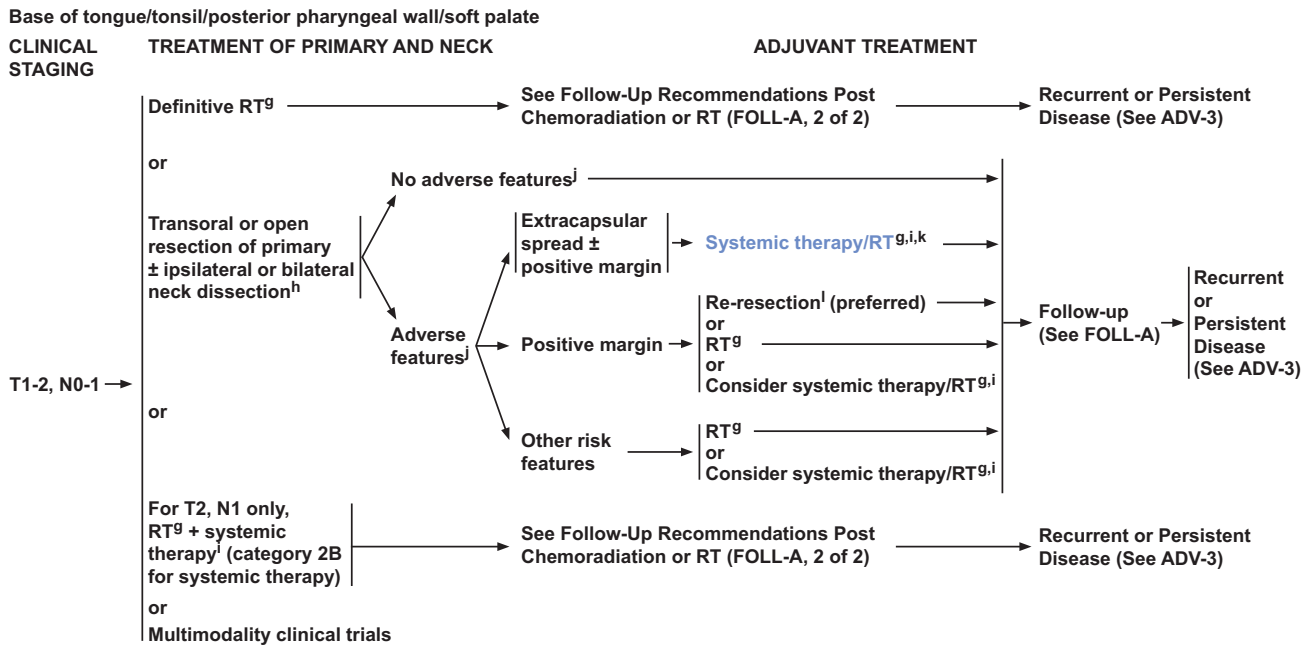 Base of tongue/tonsil/posterior pharyngeal wall/soft palate
CLINICAL
STAGING
TREATMENT OF PRIMARY AND NECK
ADJUVANT TREATMENT
T1-2, N0-1
Definitive RTg
See Follow-Up Recommendations Post
Chemoradiation or RT (FOLL-A, 2 of 2)
Recurrent or Persistent
Disease (See ADV-3)
or
Transoral or open
resection of primary
± ipsilateral or bilateral
neck dissectionh
No adverse featuresj
Adverse
featuresj
Extracapsular
spread ±
positive margin
Systemic therapy/RTg,i,k
Positive margin
Re-resectionl (preferred)
or
RTg
or
Consider systemic therapy/RTg,i
Other risk
features
RTg
or
Consider systemic therapy/RTg,i
Follow-up
(See FOLL-A)
Recurrent
or
Persistent
Disease
(See ADV-3)
or
For T2, N1 only,
RTg + systemic
therapyi (category 2B
for systemic therapy)
See Follow-Up Recommendations Post
Chemoradiation or RT (FOLL-A, 2 of 2)
Recurrent or Persistent
Disease (See ADV-3)
or
Multimodality clinical trials